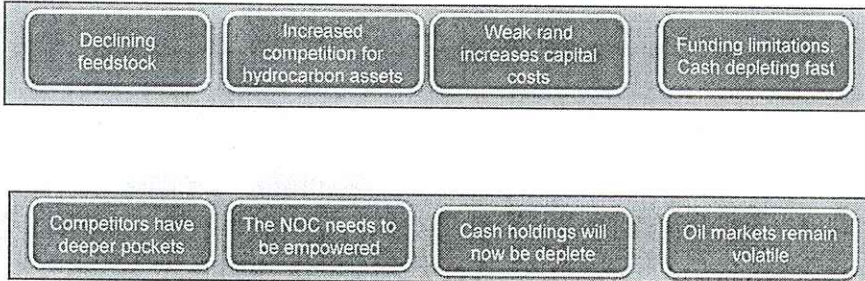 Declining
feedstock
Increased
competition for
hydrocarbon assets
Weak rand
increases capital
costs
Funding limitations.
Cash depleting fast
Competitors have
deeper pockets
The NOC needs to
be empowered
Cash holdings will
now be deplete
Oil markets remain
volatile